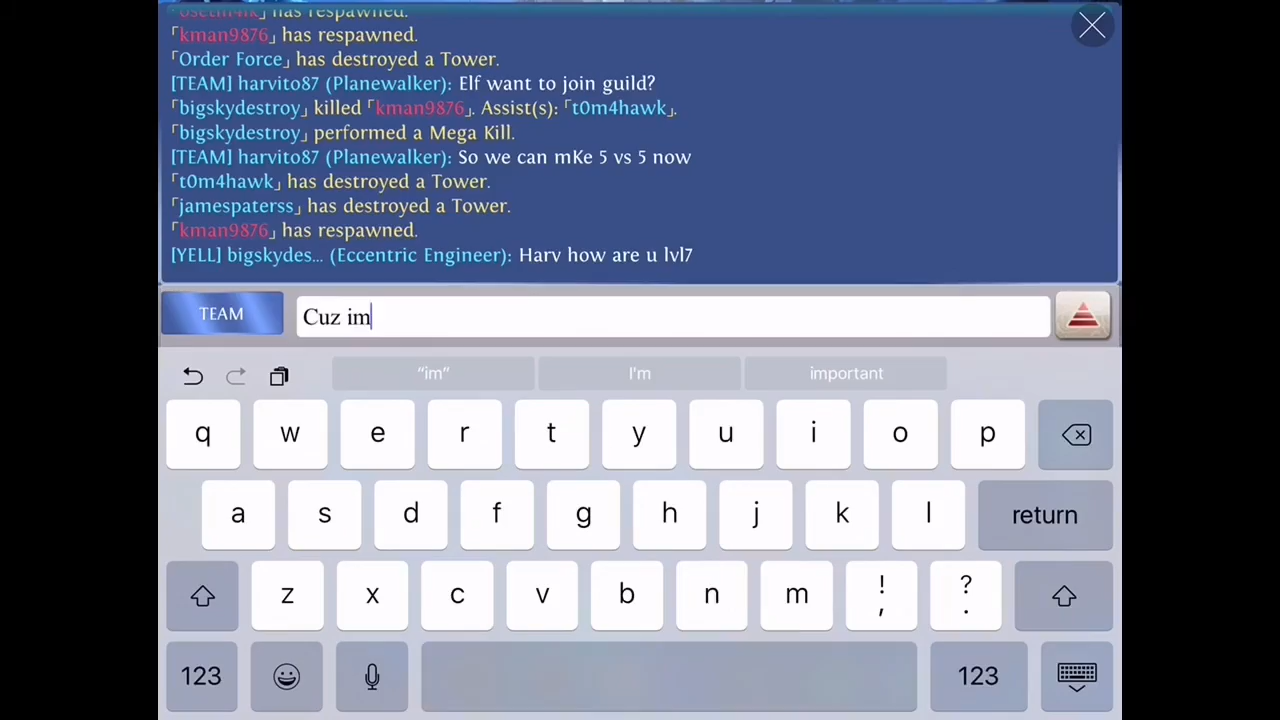 has respawned.
「kman9876」 has respawned.
「Order Force」 has destroyed a Tower.
[TEAM] harvito87 (Planewalker): Elf want to join guild?
「bigskydestroy」 killed 「kman9876」. Assist(s): 「t0m4hawk」.
「bigskydestroy」 performed a Mega Kill.
[TEAM] harvito87 (Planewalker): So we can mKe 5 vs 5 now
「t0m4hawk」 has destroyed a Tower.
「jamespaterss」 has destroyed a Tower.
「kman9876」 has respawned.
[YELL] bigskydes... (Eccentric Engineer): Harv how are u lvl7
TEAM Cuz im
“im” I'm important
q w e r t y u i o p
a s d f g h j k l return
z x c v b n m ! , ? .
123 123